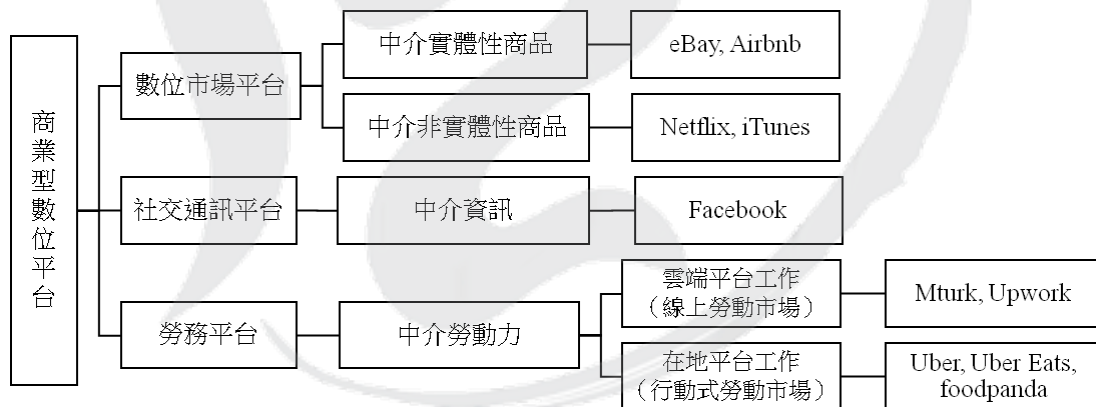 商業型數位平台
數位市場平台
中介實體性商品
eBay, Airbnb
中介非實體性商品
Netflix, iTunes
社交通訊平台
中介資訊
Facebook
勞務平台
中介勞動力
雲端平台工作
（線上勞動市場）
Mturk, Upwork
在地平台工作
（行動式勞動市場）
Uber, Uber Eats,
foodpanda